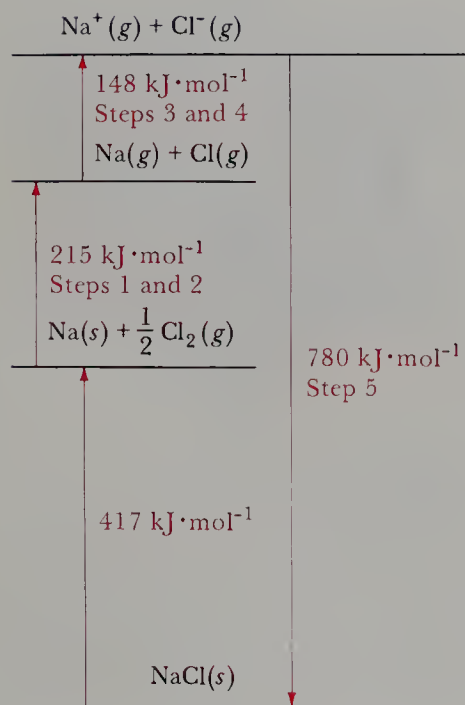 Na⁺(g) + Cl⁻(g)
148 kJ·mol⁻¹
Steps 3 and 4
Na(g) + Cl(g)
215 kJ·mol⁻¹
Steps 1 and 2
Na(s) + 1/2 Cl₂(g)
780 kJ·mol⁻¹
Step 5
417 kJ·mol⁻¹
NaCl(s)